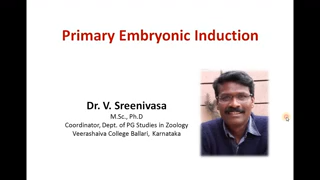 Primary Embryonic Induction
Dr. V. Sreenivasa
M.Sc., Ph.D
Coordinator, Dept. of PG Studies in Zoology
Veerashaiva College Ballari, Karnataka